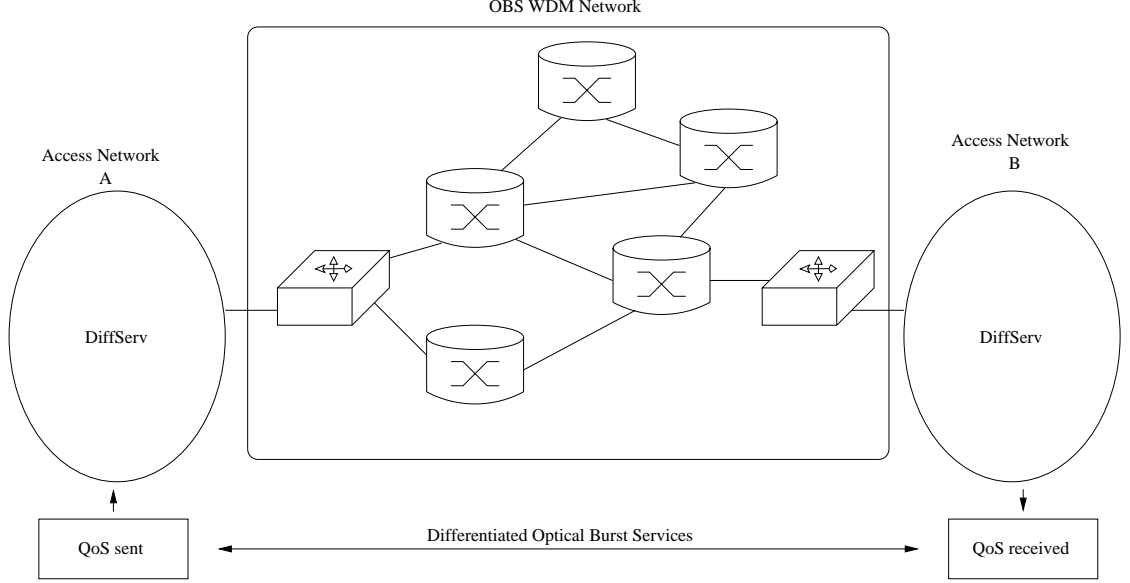 OBS WDM Network
Access Network
A
Access Network
B
DiffServ
DiffServ
QoS sent
Differentiated Optical Burst Services
QoS received